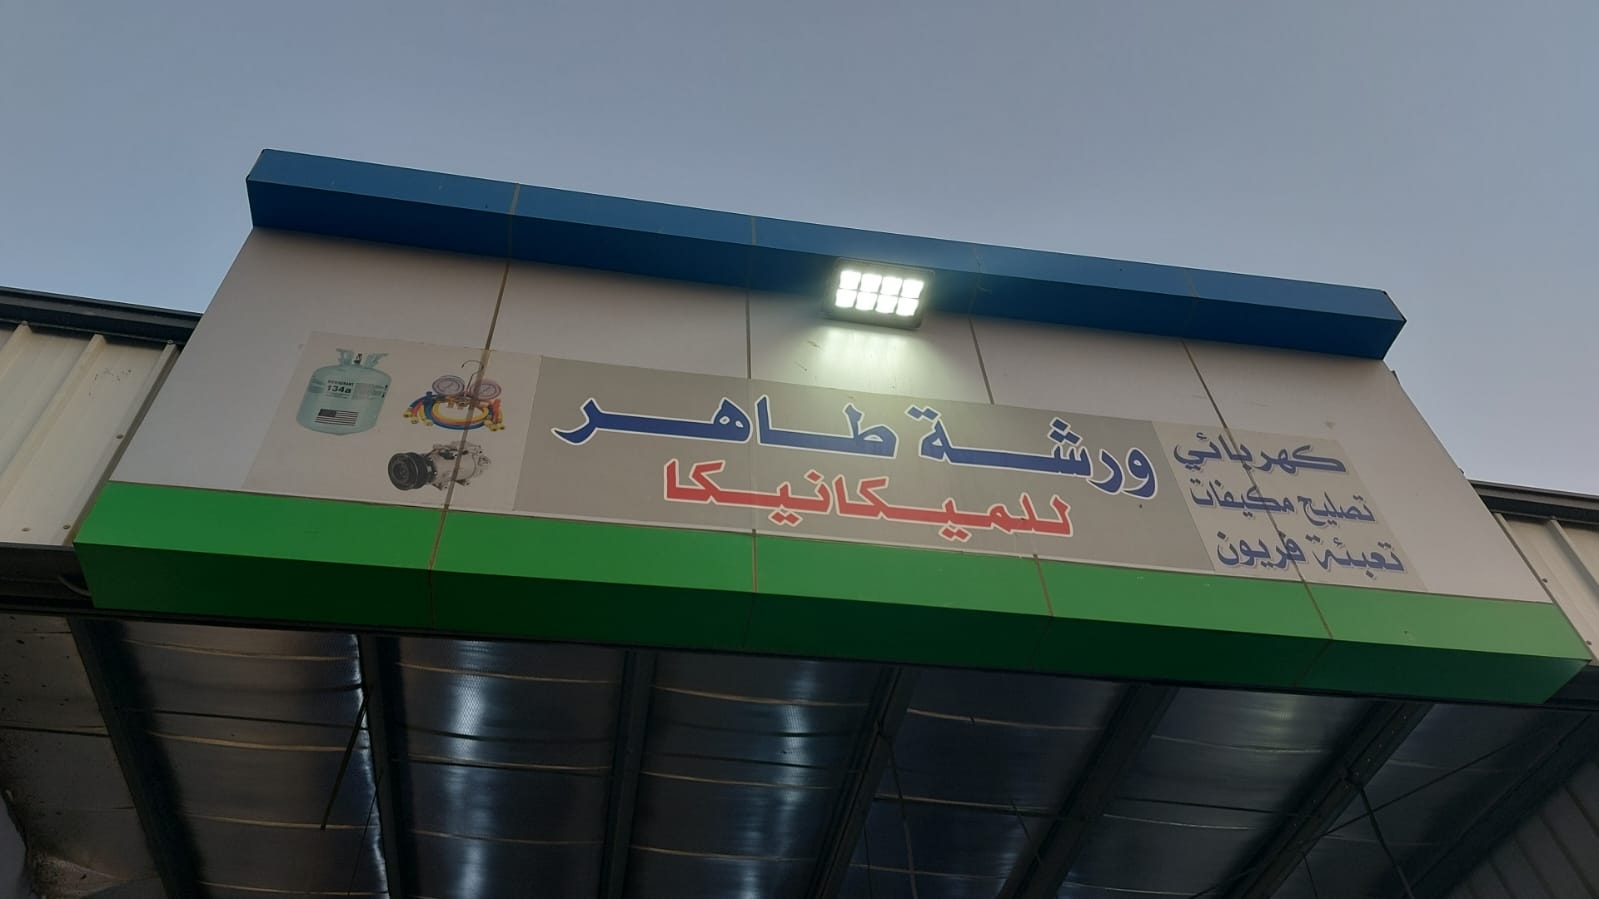 ورشة طاهر
للميكانيكا
كهربائي
تصليح مكيفات
تعبئة فريون
134a